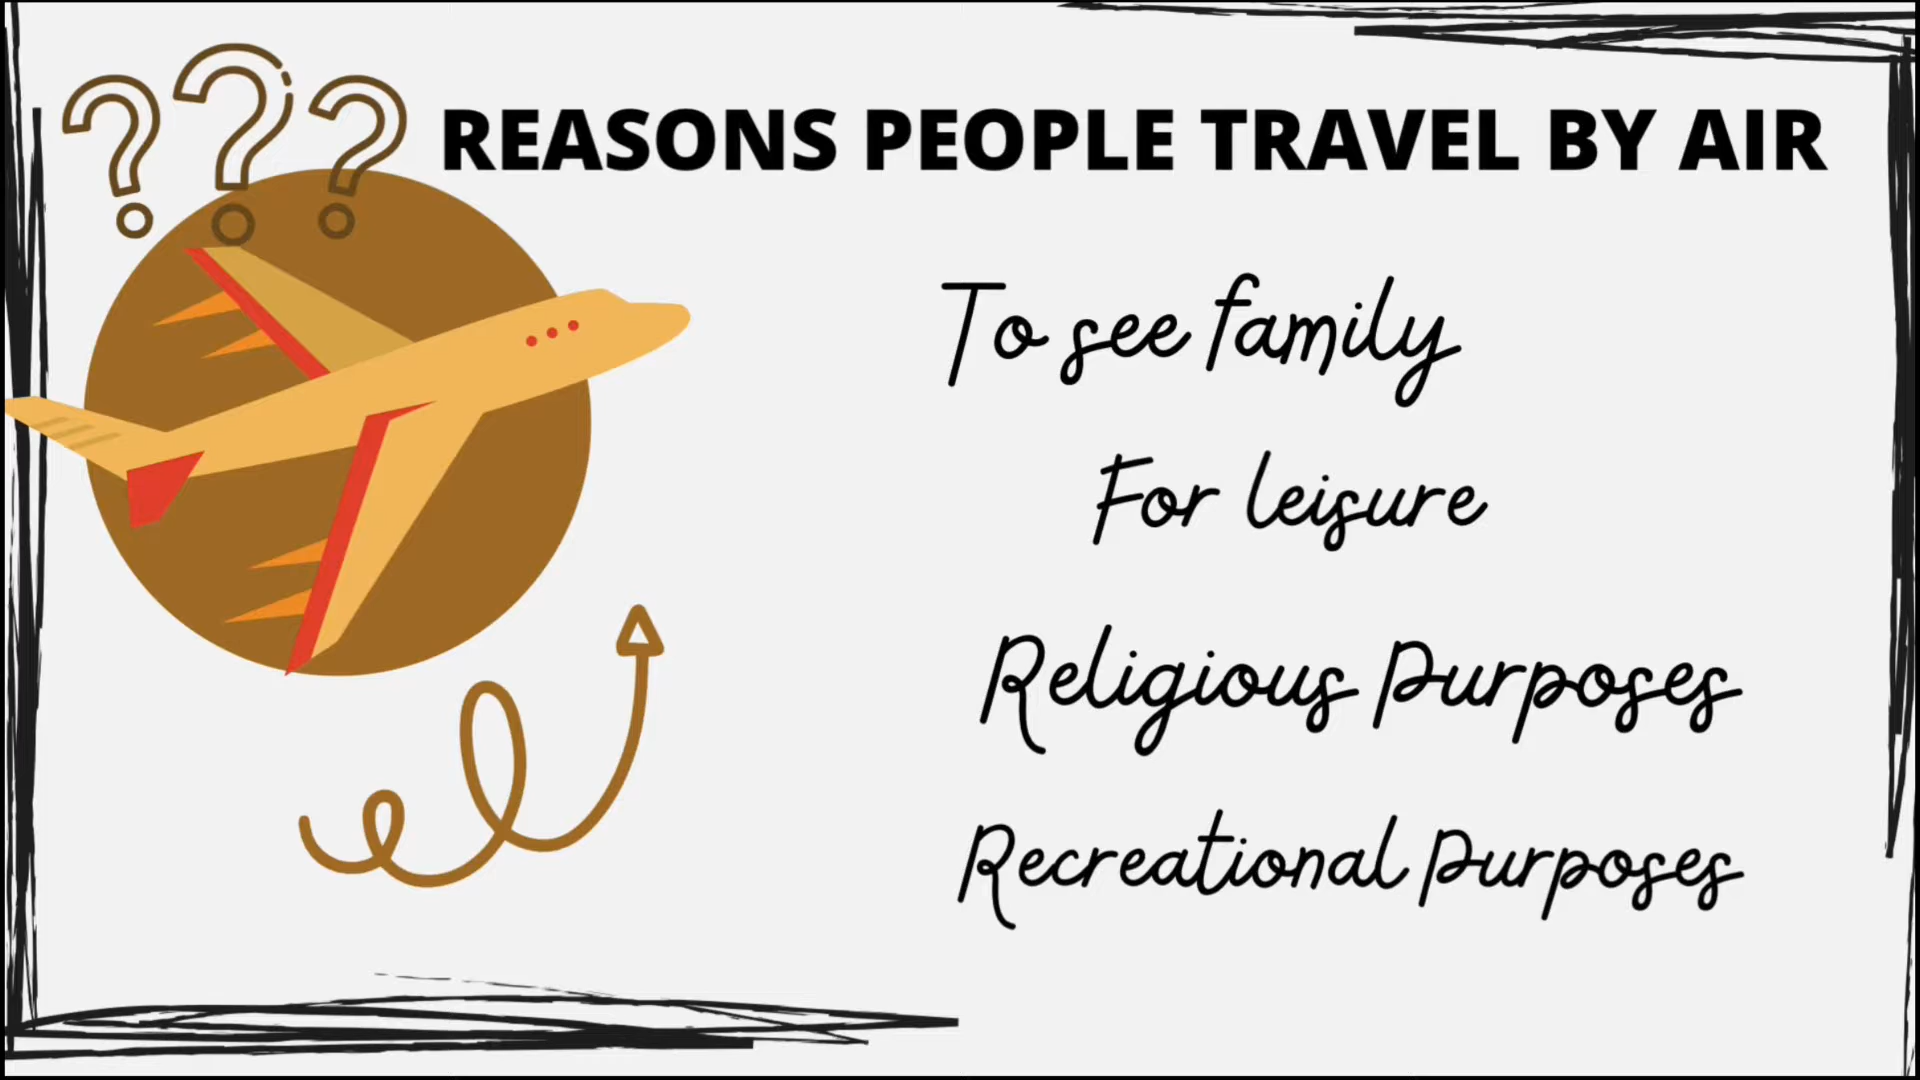 ???
REASONS PEOPLE TRAVEL BY AIR
To see family
For leisure
Religious Purposes
Recreational Purposes